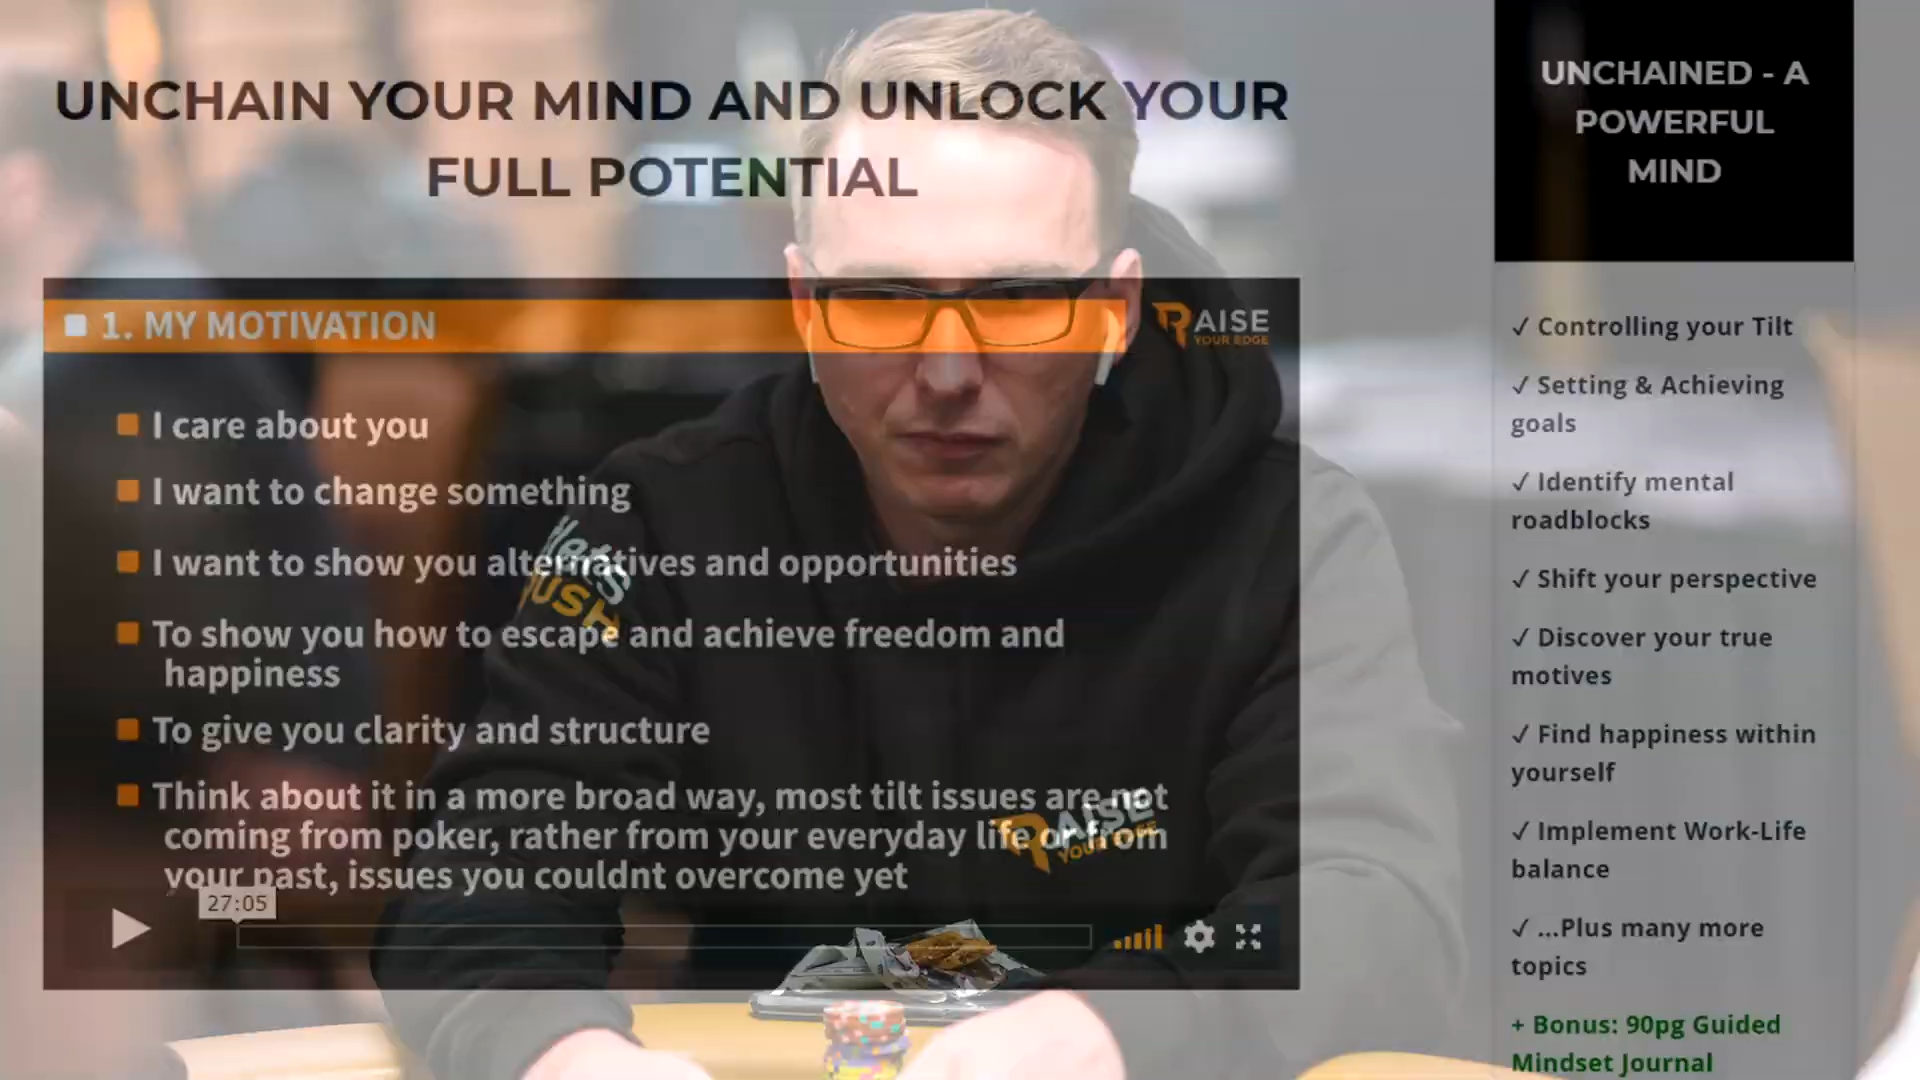 UNCHAIN YOUR MIND AND UNLOCK YOUR
FULL POTENTIAL
1. MY MOTIVATION
RAISE
YOUR EDGE
I care about you
I want to change something
I want to show you alternatives and opportunities
To show you how to escape and achieve freedom and
happiness
To give you clarity and structure
Think about it in a more broad way, most tilt issues are not
coming from poker, rather from your everyday life or from
your past, issues you couldnt overcome yet
27:05
RAISE
YOUR EDGE
UNCHAINED - A
POWERFUL
MIND
✓ Controlling your Tilt
✓ Setting & Achieving
goals
✓ Identify mental
roadblocks
✓ Shift your perspective
✓ Discover your true
motives
✓ Find happiness within
yourself
✓ Implement Work-Life
balance
✓ ...Plus many more
topics
+ Bonus: 90pg Guided
Mindset Journal